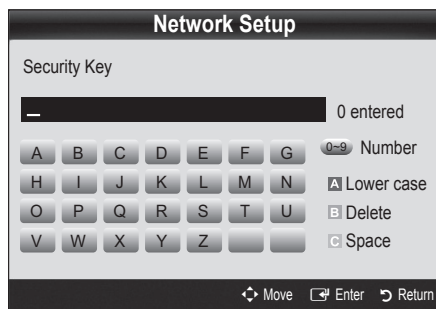 Network Setup
Security Key
_ 0 entered
A B C D E F G 0~9 Number
H I J K L M N A Lower case
O P Q R S T U B Delete
V W X Y Z C Space
Move Enter Return